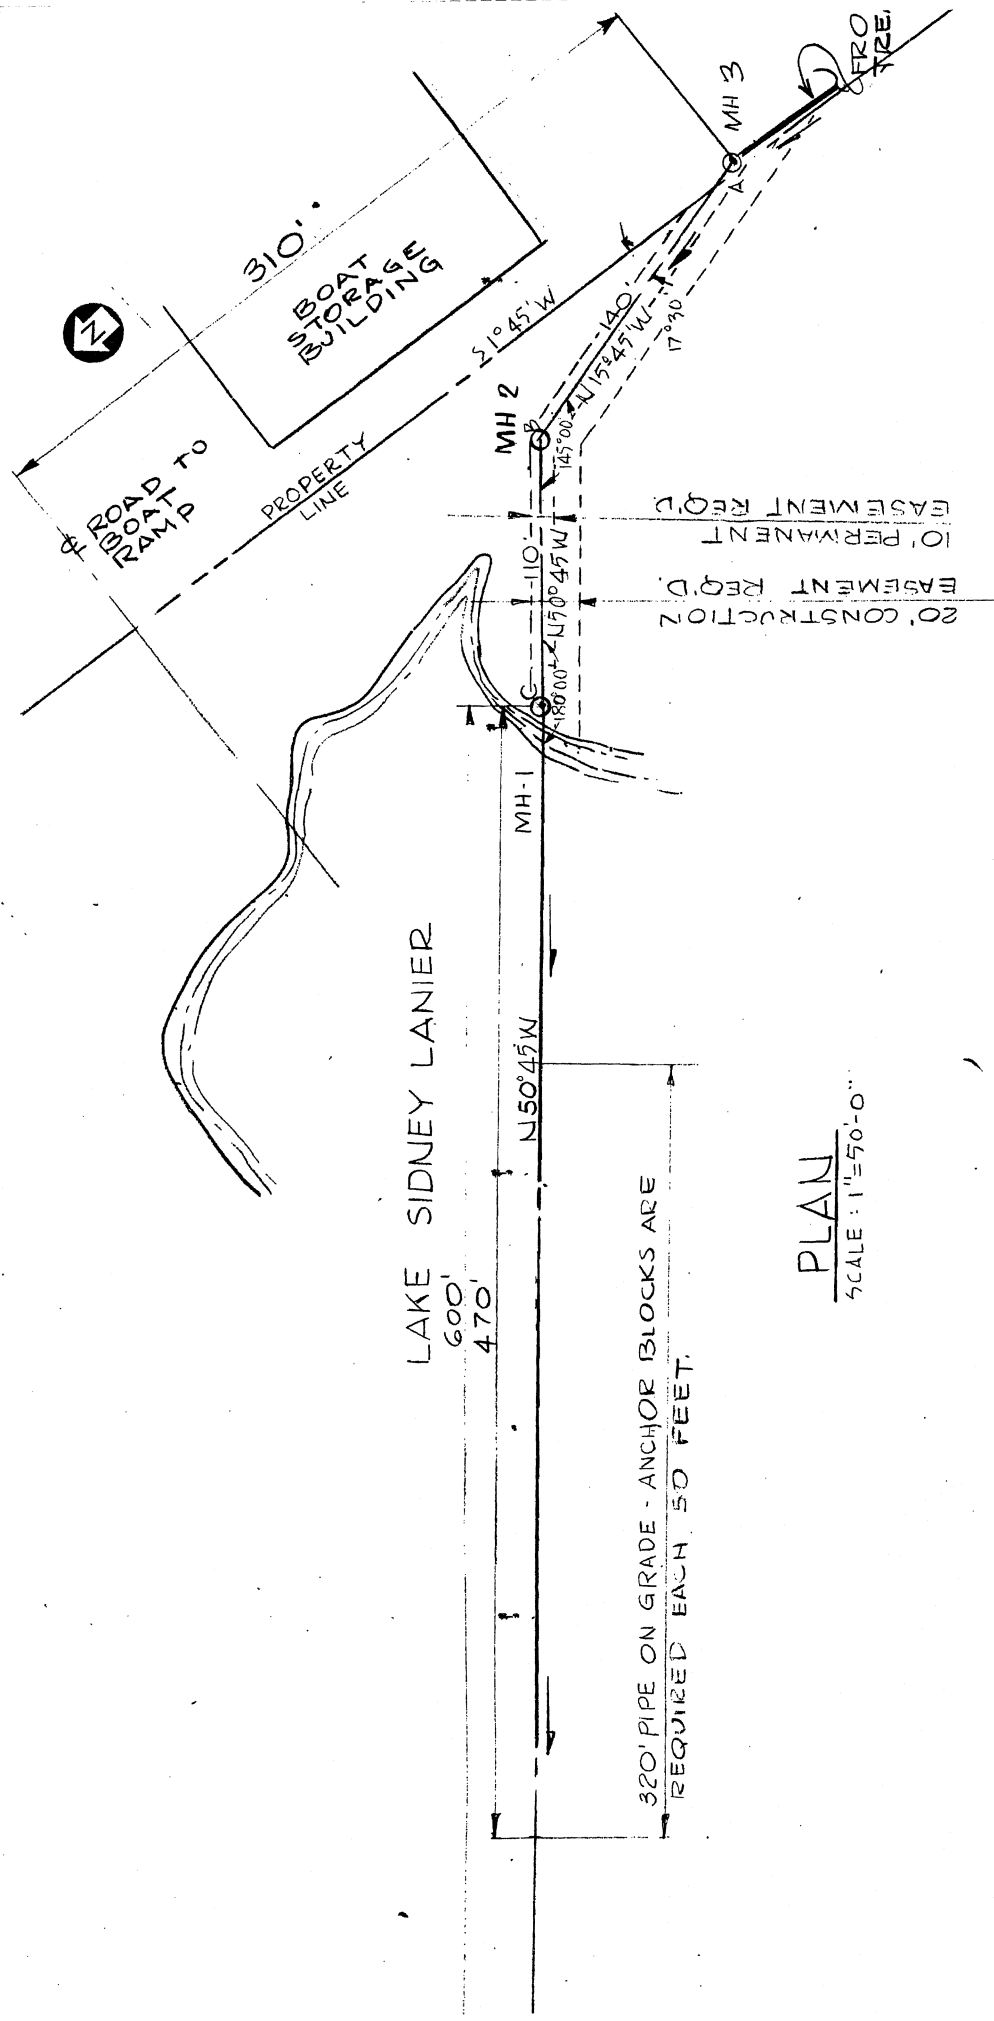 N
310'
BOAT
STORAGE
BUILDING
℄ ROAD TO
BOAT
RAMP
PROPERTY
LINE
S1°45'W
MH 3
A
FRO
TRE.
140'
N15°45'W
17°30'
MH 2
B
145°00'
110'
N50°45'W
180°00'
C
MH-1
10' PERMANENT
EASEMENT REQ'D.
20' CONSTRUCTION
EASEMENT REQ'D.
LAKE SIDNEY LANIER
600'
470'
N50°45'W
320' PIPE ON GRADE - ANCHOR BLOCKS ARE
REQUIRED EACH 50 FEET.
PLAN
SCALE : 1"=50'-0"